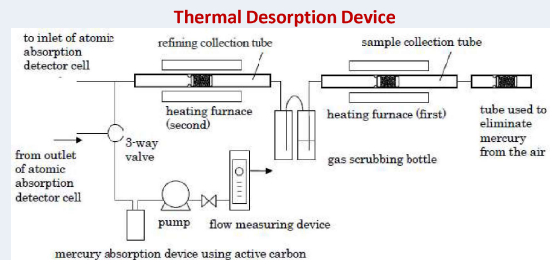 Thermal Desorption Device
to inlet of atomic
absorption
detector cell
refining collection tube
sample collection tube
heating furnace
(second)
heating furnace (first)
tube used to
eliminate
mercury
from the air
3-way
valve
gas scrubbing bottle
from outlet
of atomic
absorption
detector cell
pump
flow measuring device
mercury absorption device using active carbon